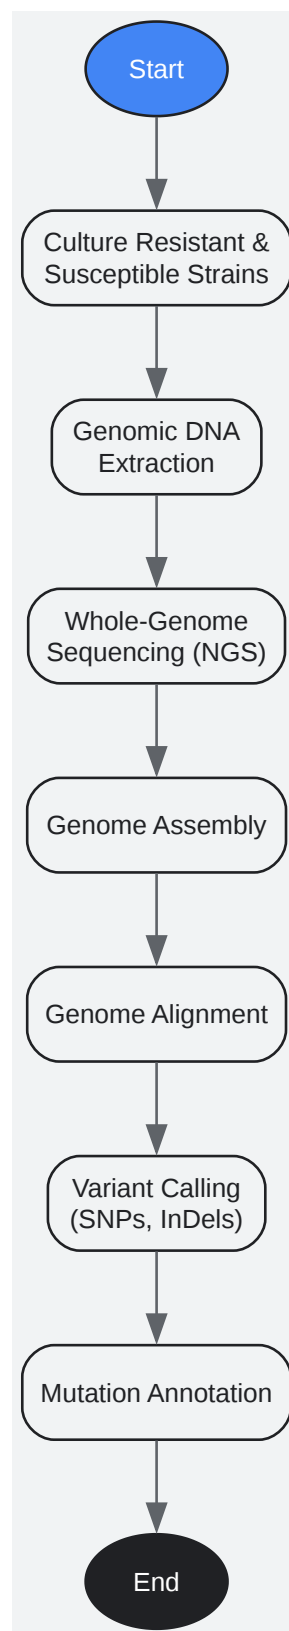 Start
Culture Resistant &
Susceptible Strains
Genomic DNA
Extraction
Whole-Genome
Sequencing (NGS)
Genome Assembly
Genome Alignment
Variant Calling
(SNPs, InDels)
Mutation Annotation
End